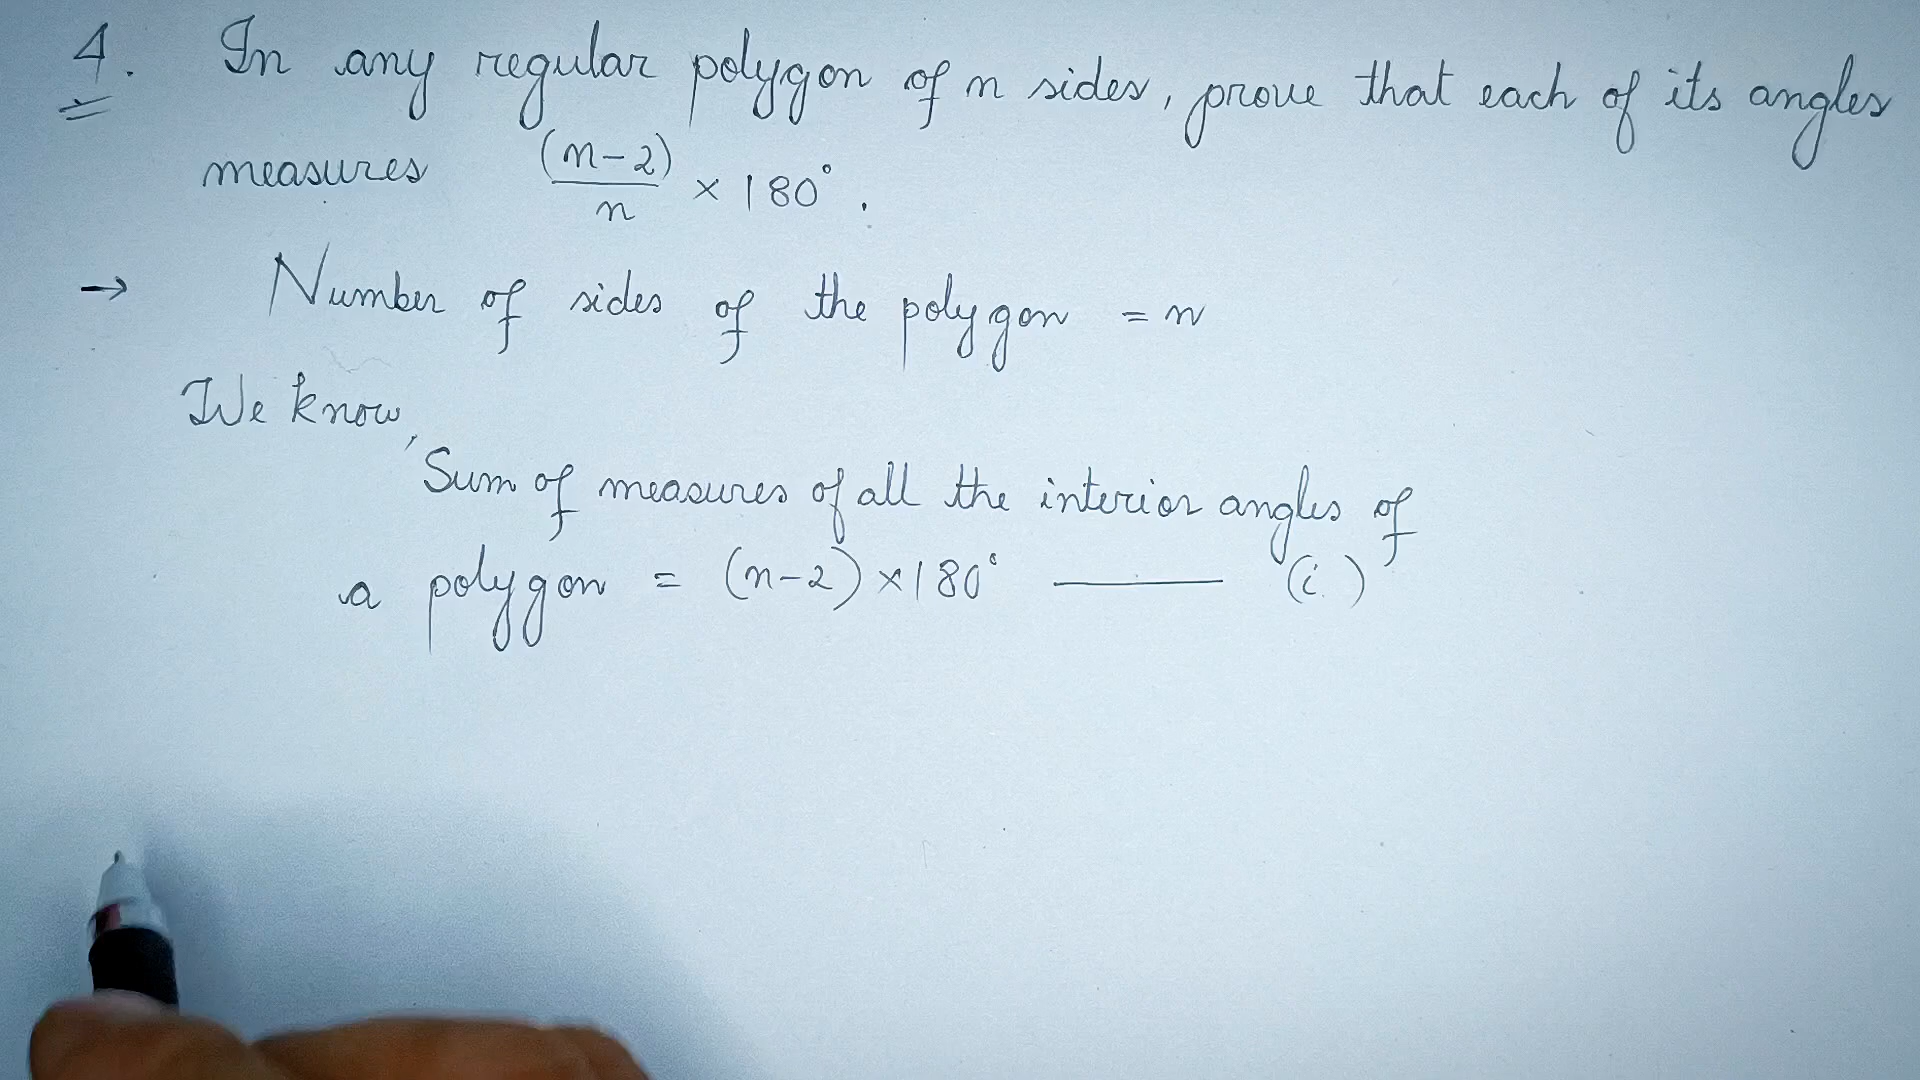 4. In any regular polygon of n sides, prove that each of its angles
measures (n-2)/n × 180°.
→ Number of sides of the polygon = n
We know,
Sum of measures of all the interior angles of
a polygon = (n-2) × 180° —— (i)